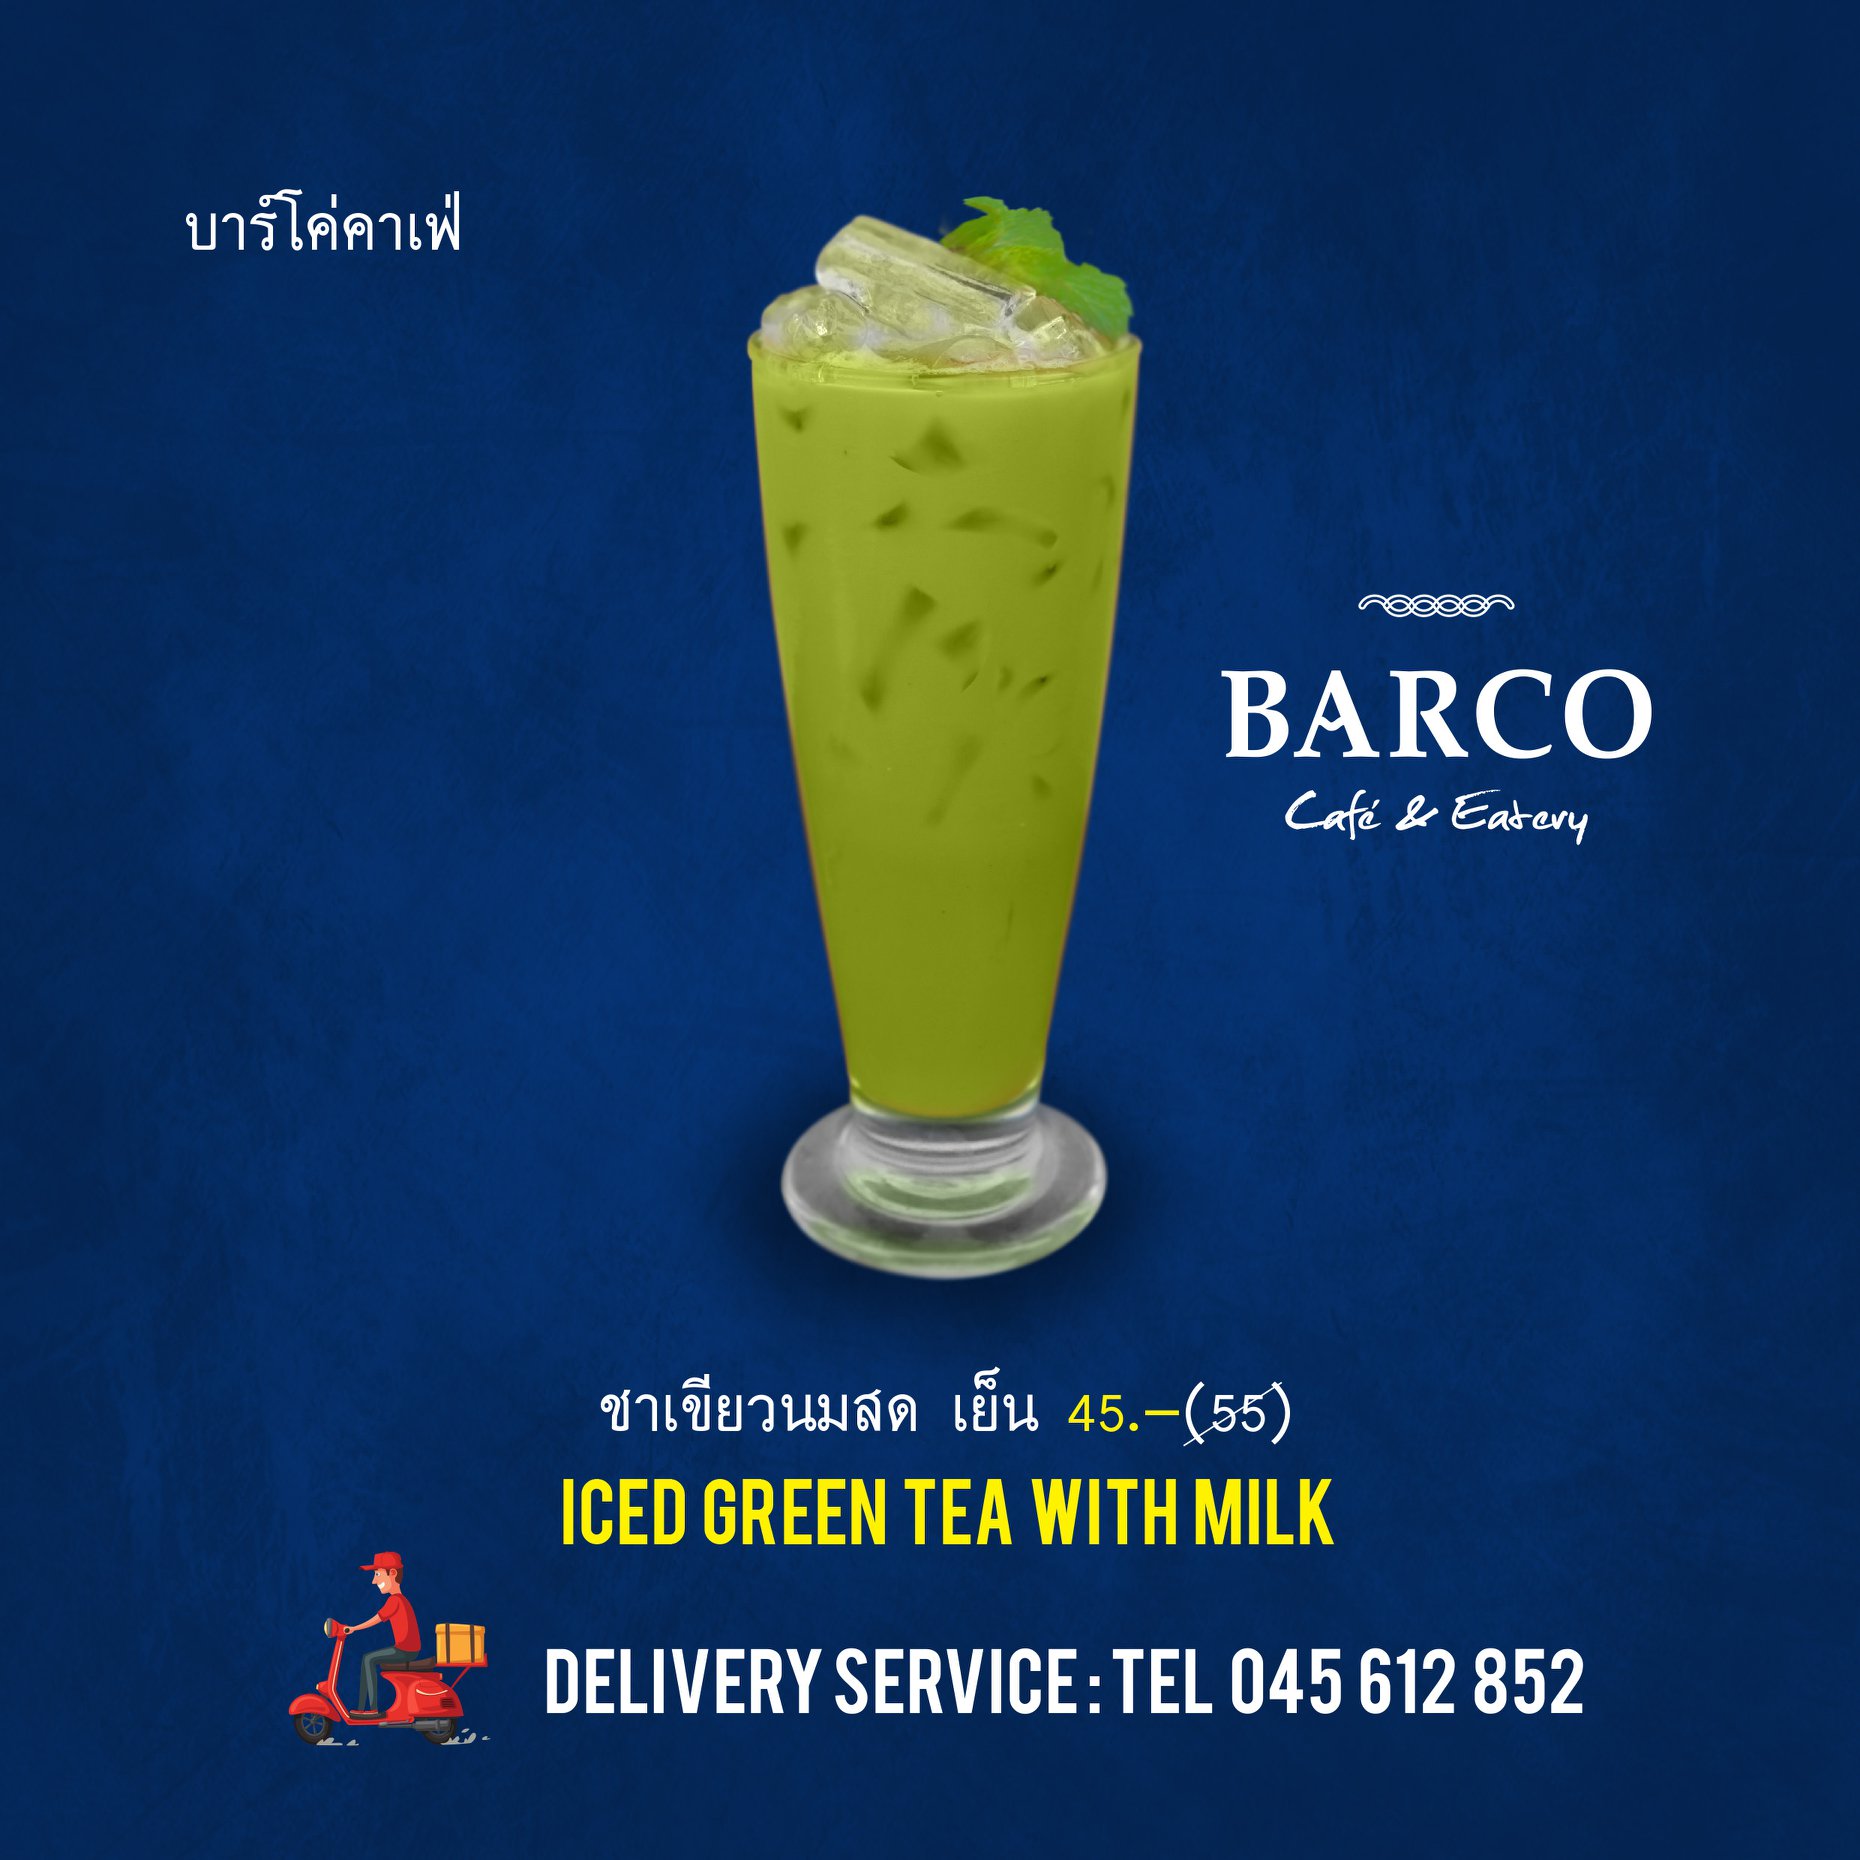 บาร์โค่คาเฟ่
BARCO
Café & Eatery
ชาเขียวนมสด เย็น 45.–(55)
ICED GREEN TEA WITH MILK
DELIVERY SERVICE : TEL 045 612 852